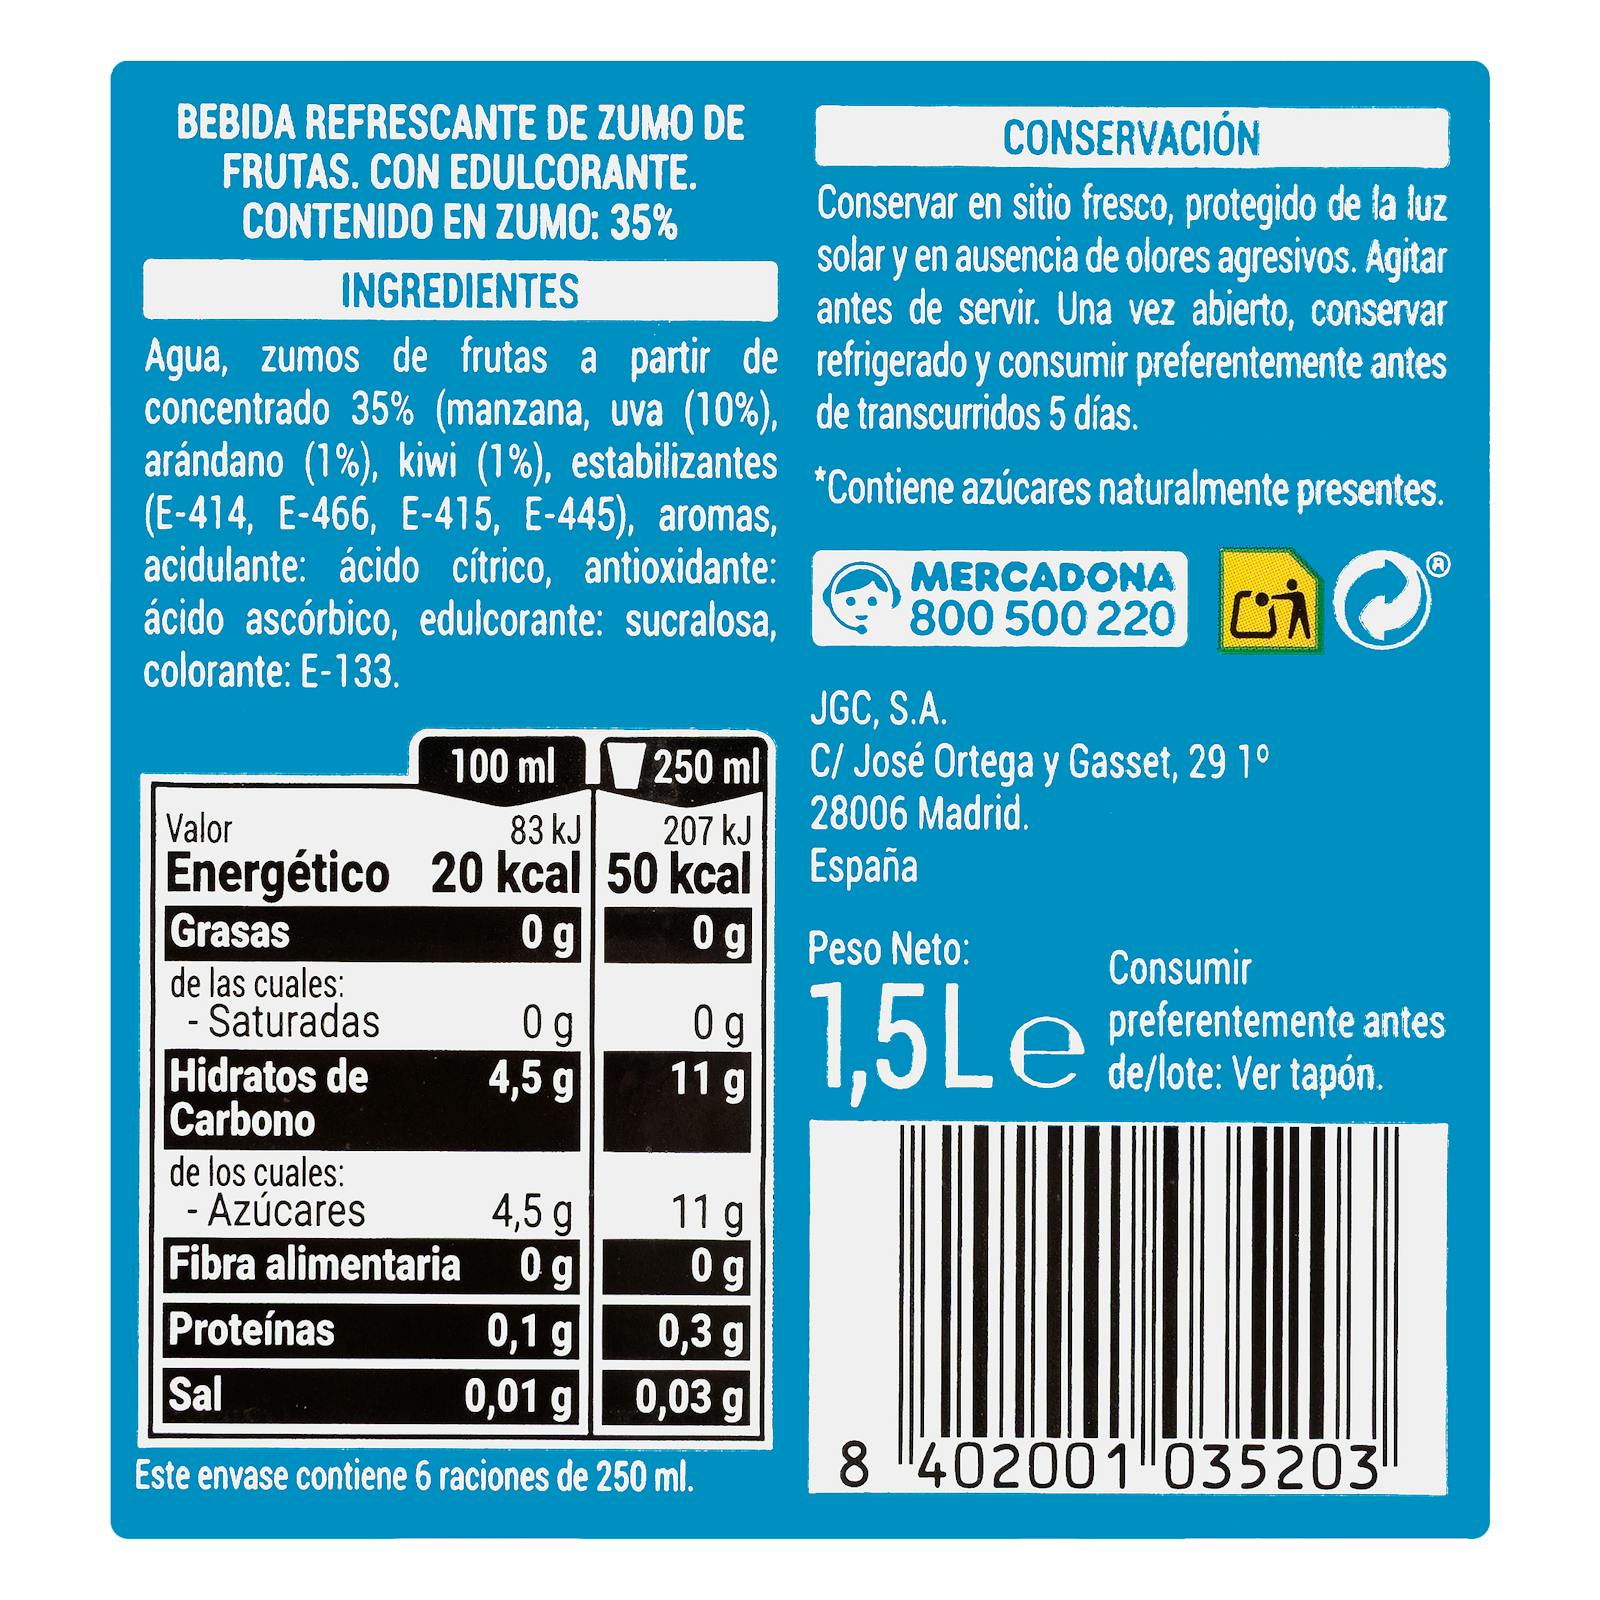 BEBIDA REFRESCANTE DE ZUMO DE
FRUTAS. CON EDULCORANTE.
CONTENIDO EN ZUMO: 35%
INGREDIENTES
Agua, zumos de frutas a partir de
concentrado 35% (manzana, uva (10%),
arándano (1%), kiwi (1%), estabilizantes
(E-414, E-466, E-415, E-445), aromas,
acidulante: ácido cítrico, antioxidante:
ácido ascórbico, edulcorante: sucralosa,
colorante: E-133.
100 ml 250 ml
Valor 83 kJ 207 kJ
Energético 20 kcal 50 kcal
Grasas 0 g 0 g
de las cuales:
- Saturadas 0 g 0 g
Hidratos de 4,5 g 11 g
Carbono
de los cuales:
- Azúcares 4,5 g 11 g
Fibra alimentaria 0 g 0 g
Proteínas 0,1 g 0,3 g
Sal 0,01 g 0,03 g
Este envase contiene 6 raciones de 250 ml.
CONSERVACIÓN
Conservar en sitio fresco, protegido de la luz
solar y en ausencia de olores agresivos. Agitar
antes de servir. Una vez abierto, conservar
refrigerado y consumir preferentemente antes
de transcurridos 5 días.
*Contiene azúcares naturalmente presentes.
MERCADONA
800 500 220
®
JGC, S.A.
C/ José Ortega y Gasset, 29 1º
28006 Madrid.
España
Peso Neto:
1,5L e
Consumir
preferentemente antes
de/lote: Ver tapón.
8 402001 035203